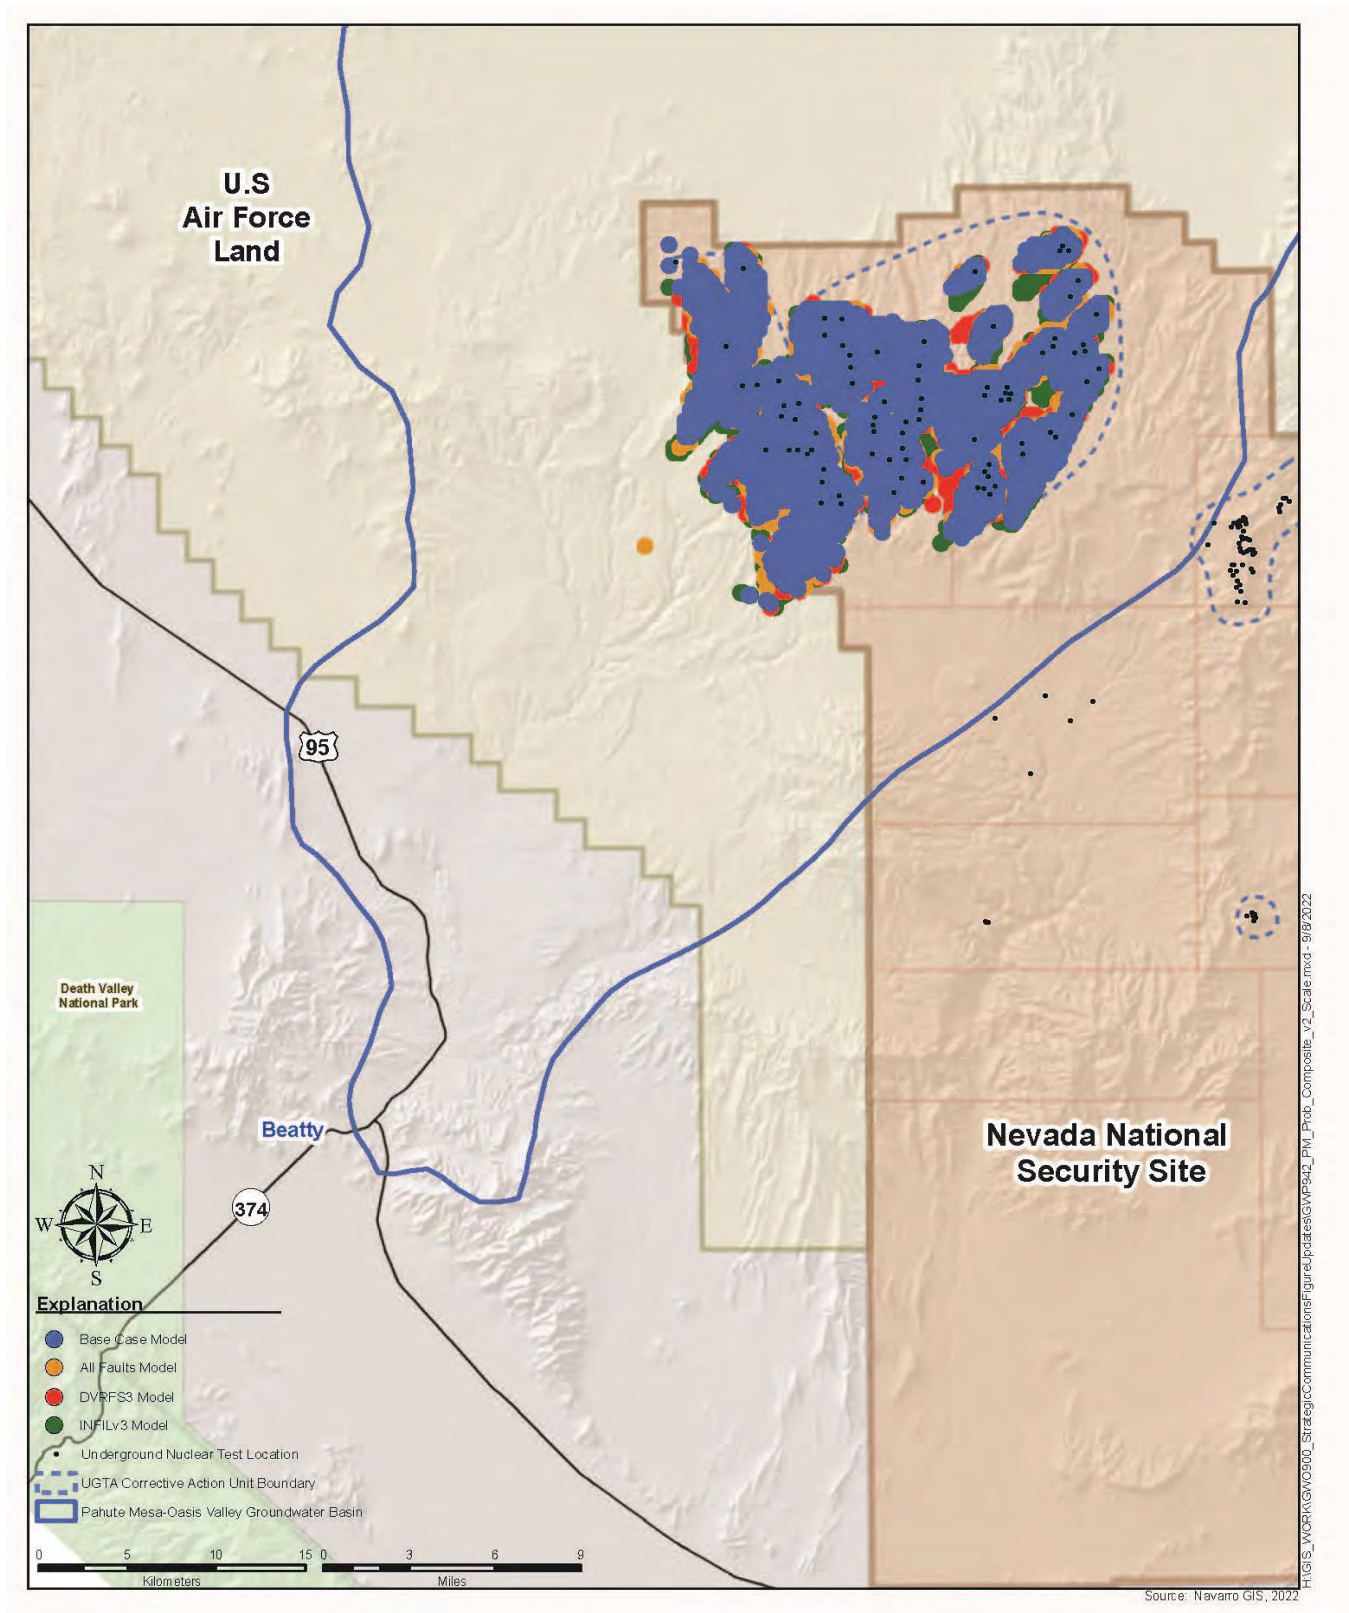 U.S
Air Force
Land
95
Death Valley
National Park
Beatty
Nevada National
Security Site
374
N
W E
S
Explanation
Base Case Model
All Faults Model
DVRFS3 Model
INFILv3 Model
Underground Nuclear Test Location
UGTA Corrective Action Unit Boundary
Pahute Mesa-Oasis Valley Groundwater Basin
0 5 10 15 0 3 6 9
Kilometers Miles
Source: Navarro GIS, 2022
H:\GIS_WORK\GWO900_StrategicCommunicationsFigureUpdates\GWP942_PM_Prob_Composite_v2_Scale.mxd - 9/8/2022